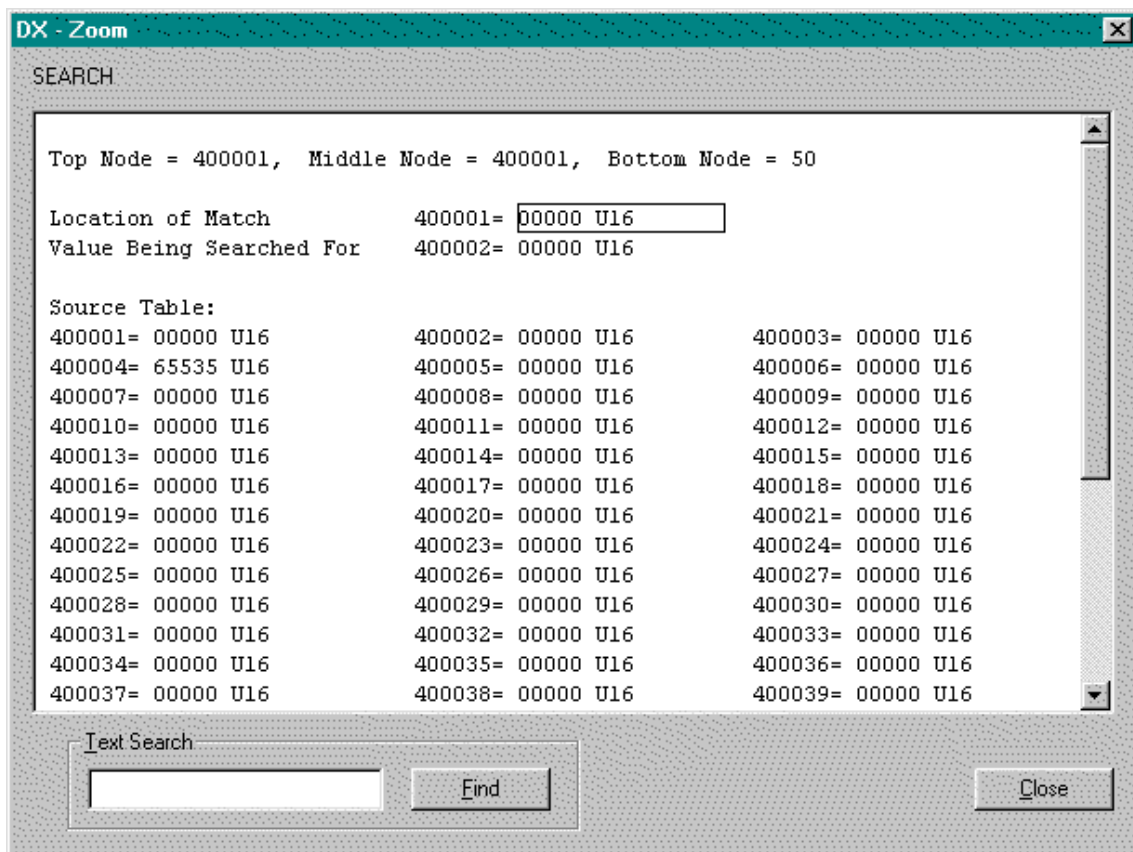 DX - Zoom
SEARCH
Top Node = 400001,  Middle Node = 400001,  Bottom Node = 50
Location of Match 400001= 00000 U16
Value Being Searched For 400002= 00000 U16
Source Table:
400001= 00000 U16 400002= 00000 U16 400003= 00000 U16
400004= 65535 U16 400005= 00000 U16 400006= 00000 U16
400007= 00000 U16 400008= 00000 U16 400009= 00000 U16
400010= 00000 U16 400011= 00000 U16 400012= 00000 U16
400013= 00000 U16 400014= 00000 U16 400015= 00000 U16
400016= 00000 U16 400017= 00000 U16 400018= 00000 U16
400019= 00000 U16 400020= 00000 U16 400021= 00000 U16
400022= 00000 U16 400023= 00000 U16 400024= 00000 U16
400025= 00000 U16 400026= 00000 U16 400027= 00000 U16
400028= 00000 U16 400029= 00000 U16 400030= 00000 U16
400031= 00000 U16 400032= 00000 U16 400033= 00000 U16
400034= 00000 U16 400035= 00000 U16 400036= 00000 U16
400037= 00000 U16 400038= 00000 U16 400039= 00000 U16
Text Search
Find
Close